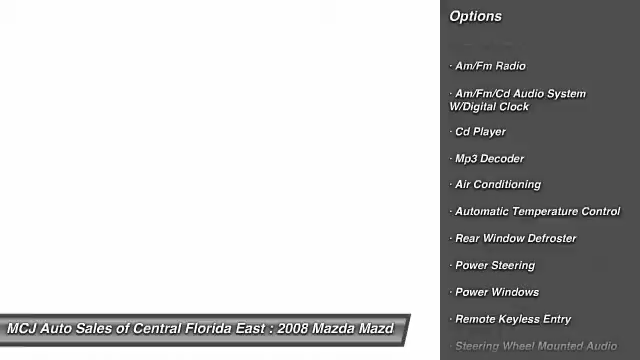 Options
· Am/Fm Radio
· Am/Fm/Cd Audio System
W/Digital Clock
· Cd Player
· Mp3 Decoder
· Air Conditioning
· Automatic Temperature Control
· Rear Window Defroster
· Power Steering
· Power Windows
· Remote Keyless Entry
· Steering Wheel Mounted Audio
MCJ Auto Sales of Central Florida East : 2008 Mazda Mazd